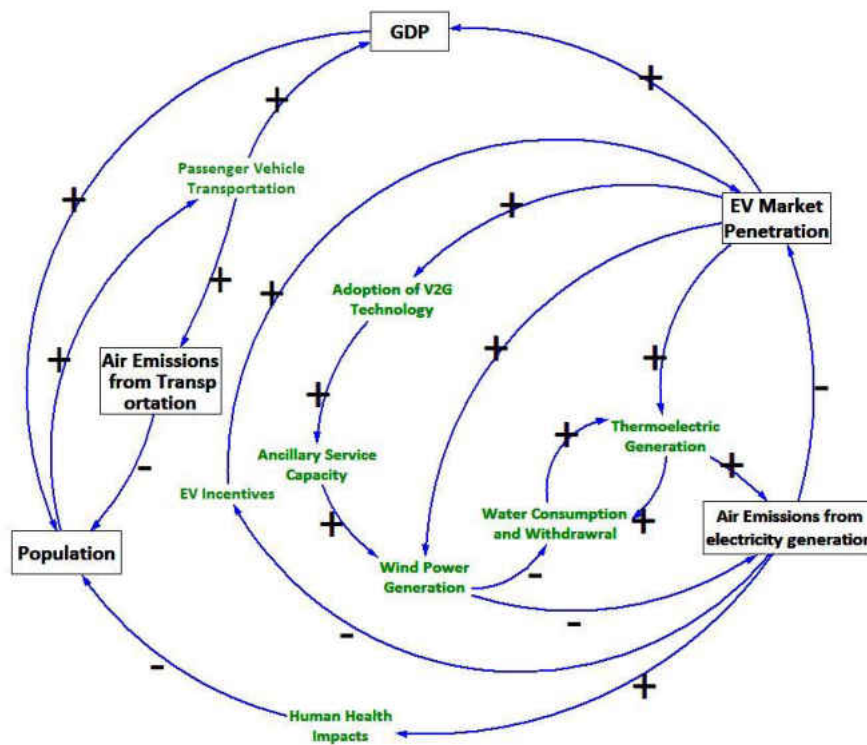 GDP
+
+
+
Passenger Vehicle
Transportation
EV Market
Penetration
+
+
Adoption of V2G
Technology
+
+
+
+
Air Emissions
from Transp
ortation
+
+
-
Thermoelectric
Generation
+
+
-
Ancillary Service
Capacity
EV Incentives
+
+
Water Consumption
and Withdrawral
Air Emissions from
electricity generation
Population
Wind Power
Generation
-
-
-
-
+
Human Health
Impacts